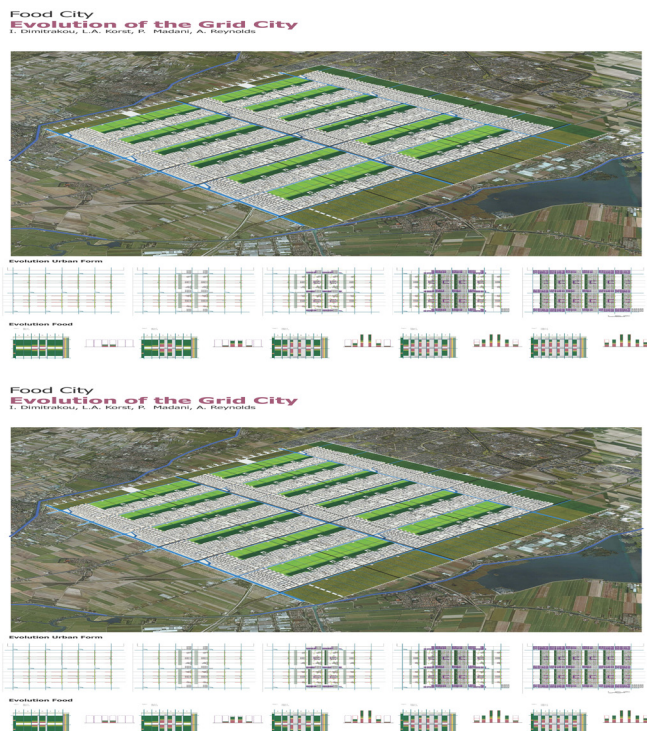 Food City
Evolution of the Grid City
I. Dimitrakou, L.A. Korst, P. Madani, A. Reynolds
Evolution Urban Form
Evolution Food
Food City
Evolution of the Grid City
I. Dimitrakou, L.A. Korst, P. Madani, A. Reynolds
Evolution Urban Form
Evolution Food